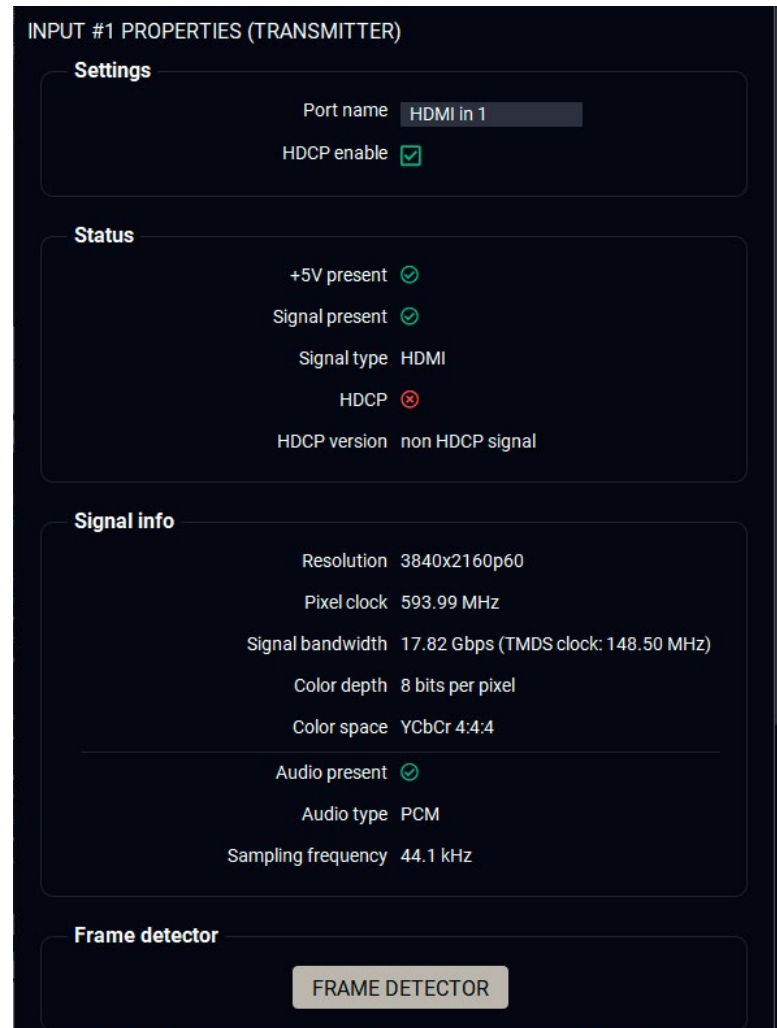 INPUT #1 PROPERTIES (TRANSMITTER)
Settings
Port name HDMI in 1
HDCP enable
Status
+5V present
Signal present
Signal type HDMI
HDCP
HDCP version non HDCP signal
Signal info
Resolution 3840x2160p60
Pixel clock 593.99 MHz
Signal bandwidth 17.82 Gbps (TMDS clock: 148.50 MHz)
Color depth 8 bits per pixel
Color space YCbCr 4:4:4
Audio present
Audio type PCM
Sampling frequency 44.1 kHz
Frame detector
FRAME DETECTOR